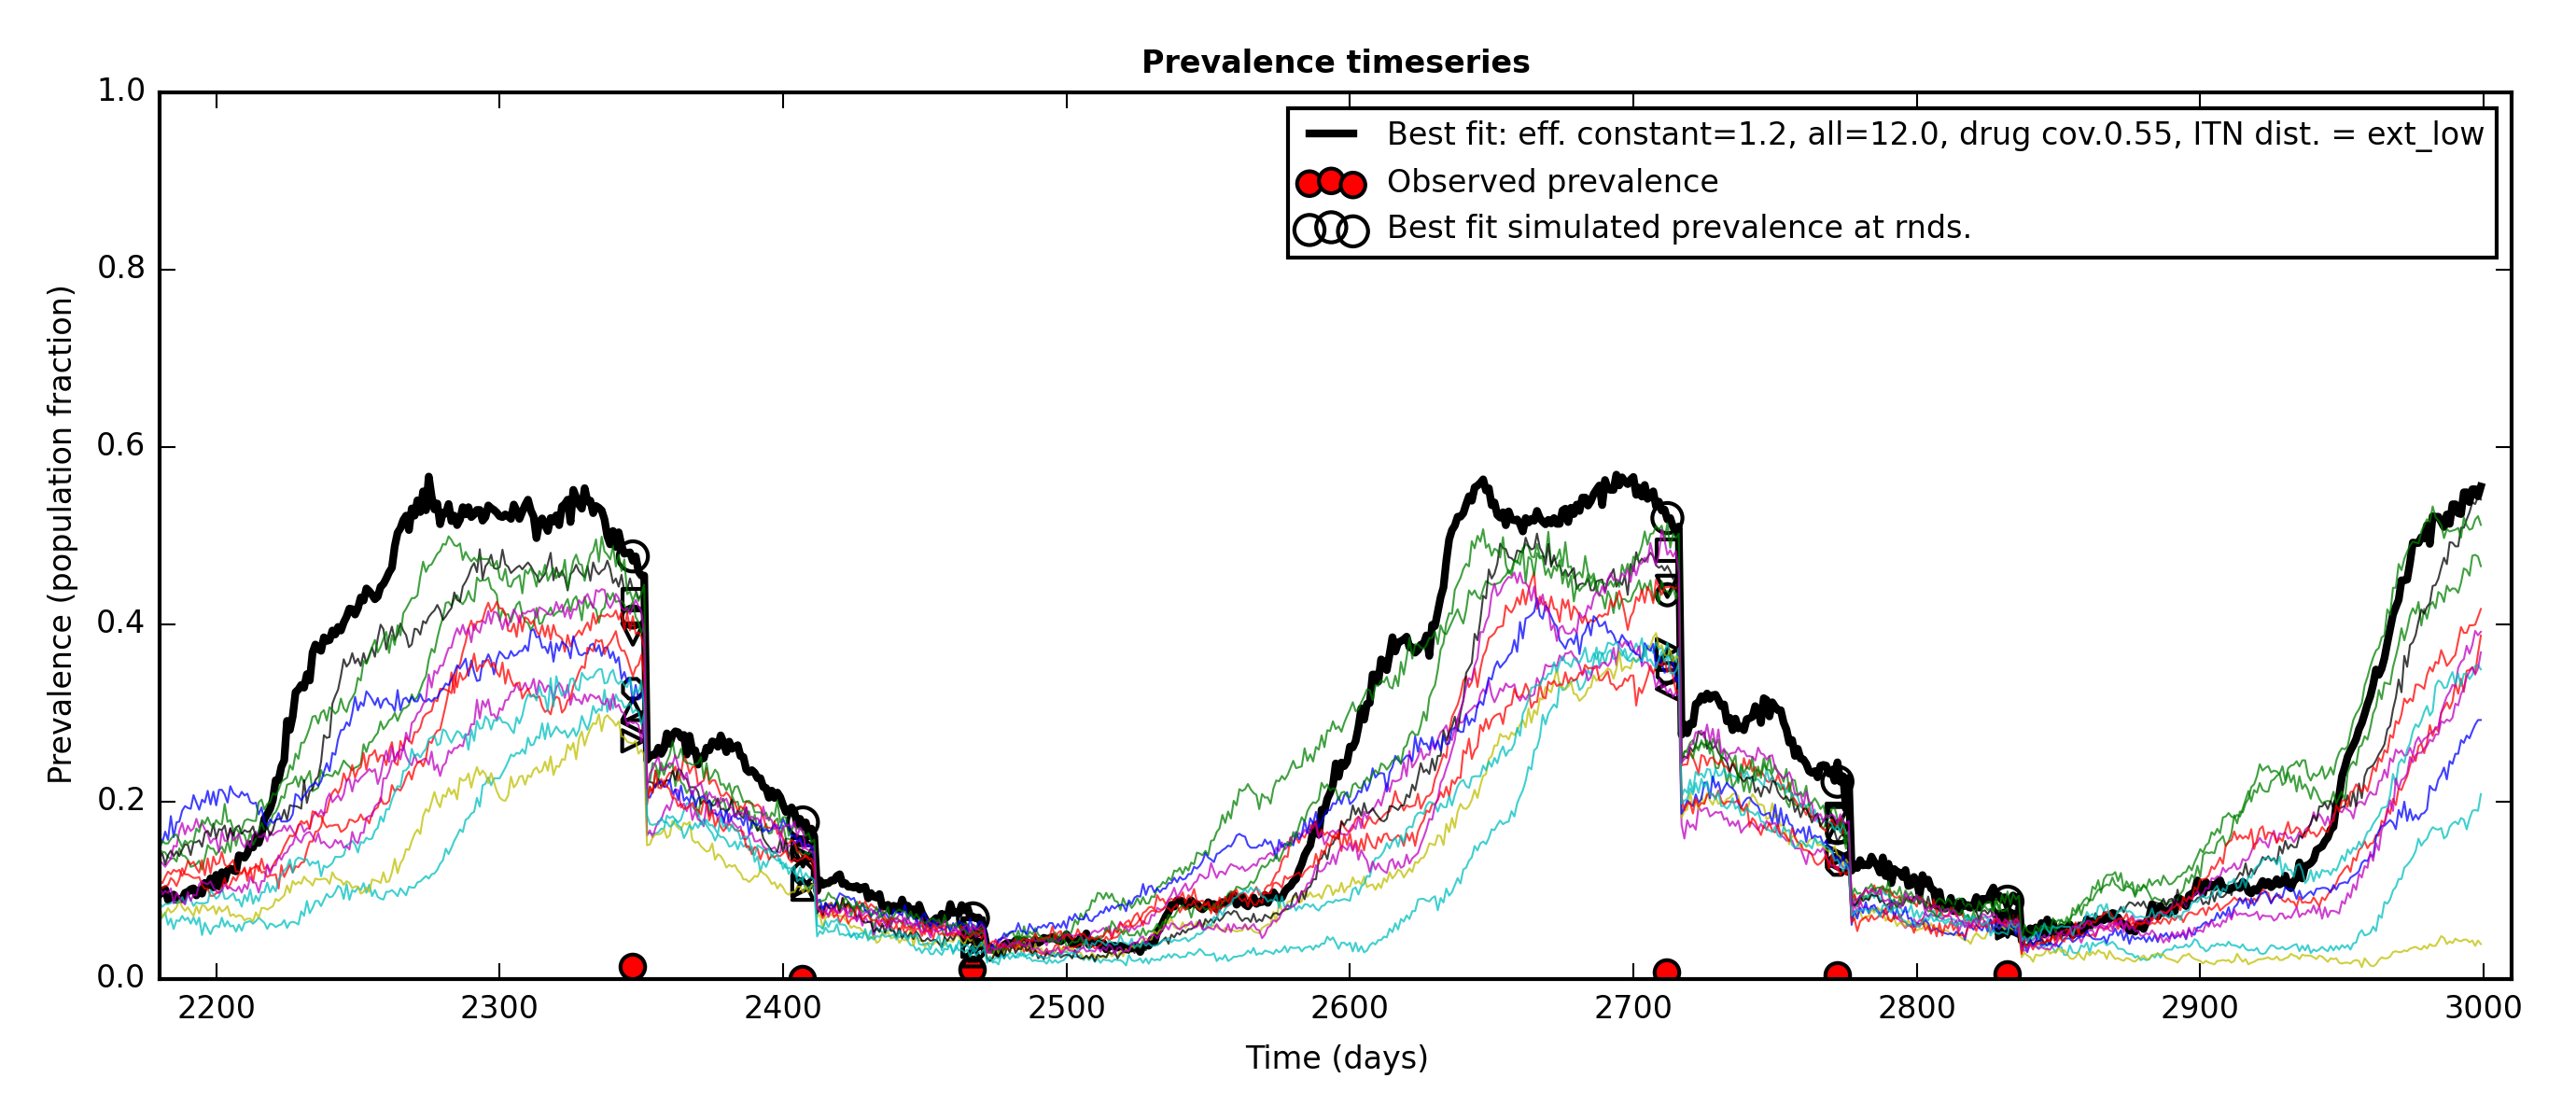 Prevalence timeseries
Best fit: eff. constant=1.2, all=12.0, drug cov.0.55, ITN dist. = ext_low
Observed prevalence
Best fit simulated prevalence at rnds.
Prevalence (population fraction)
1.0
0.8
0.6
0.4
0.2
0.0
2200 2300 2400 2500 2600 2700 2800 2900 3000
Time (days)